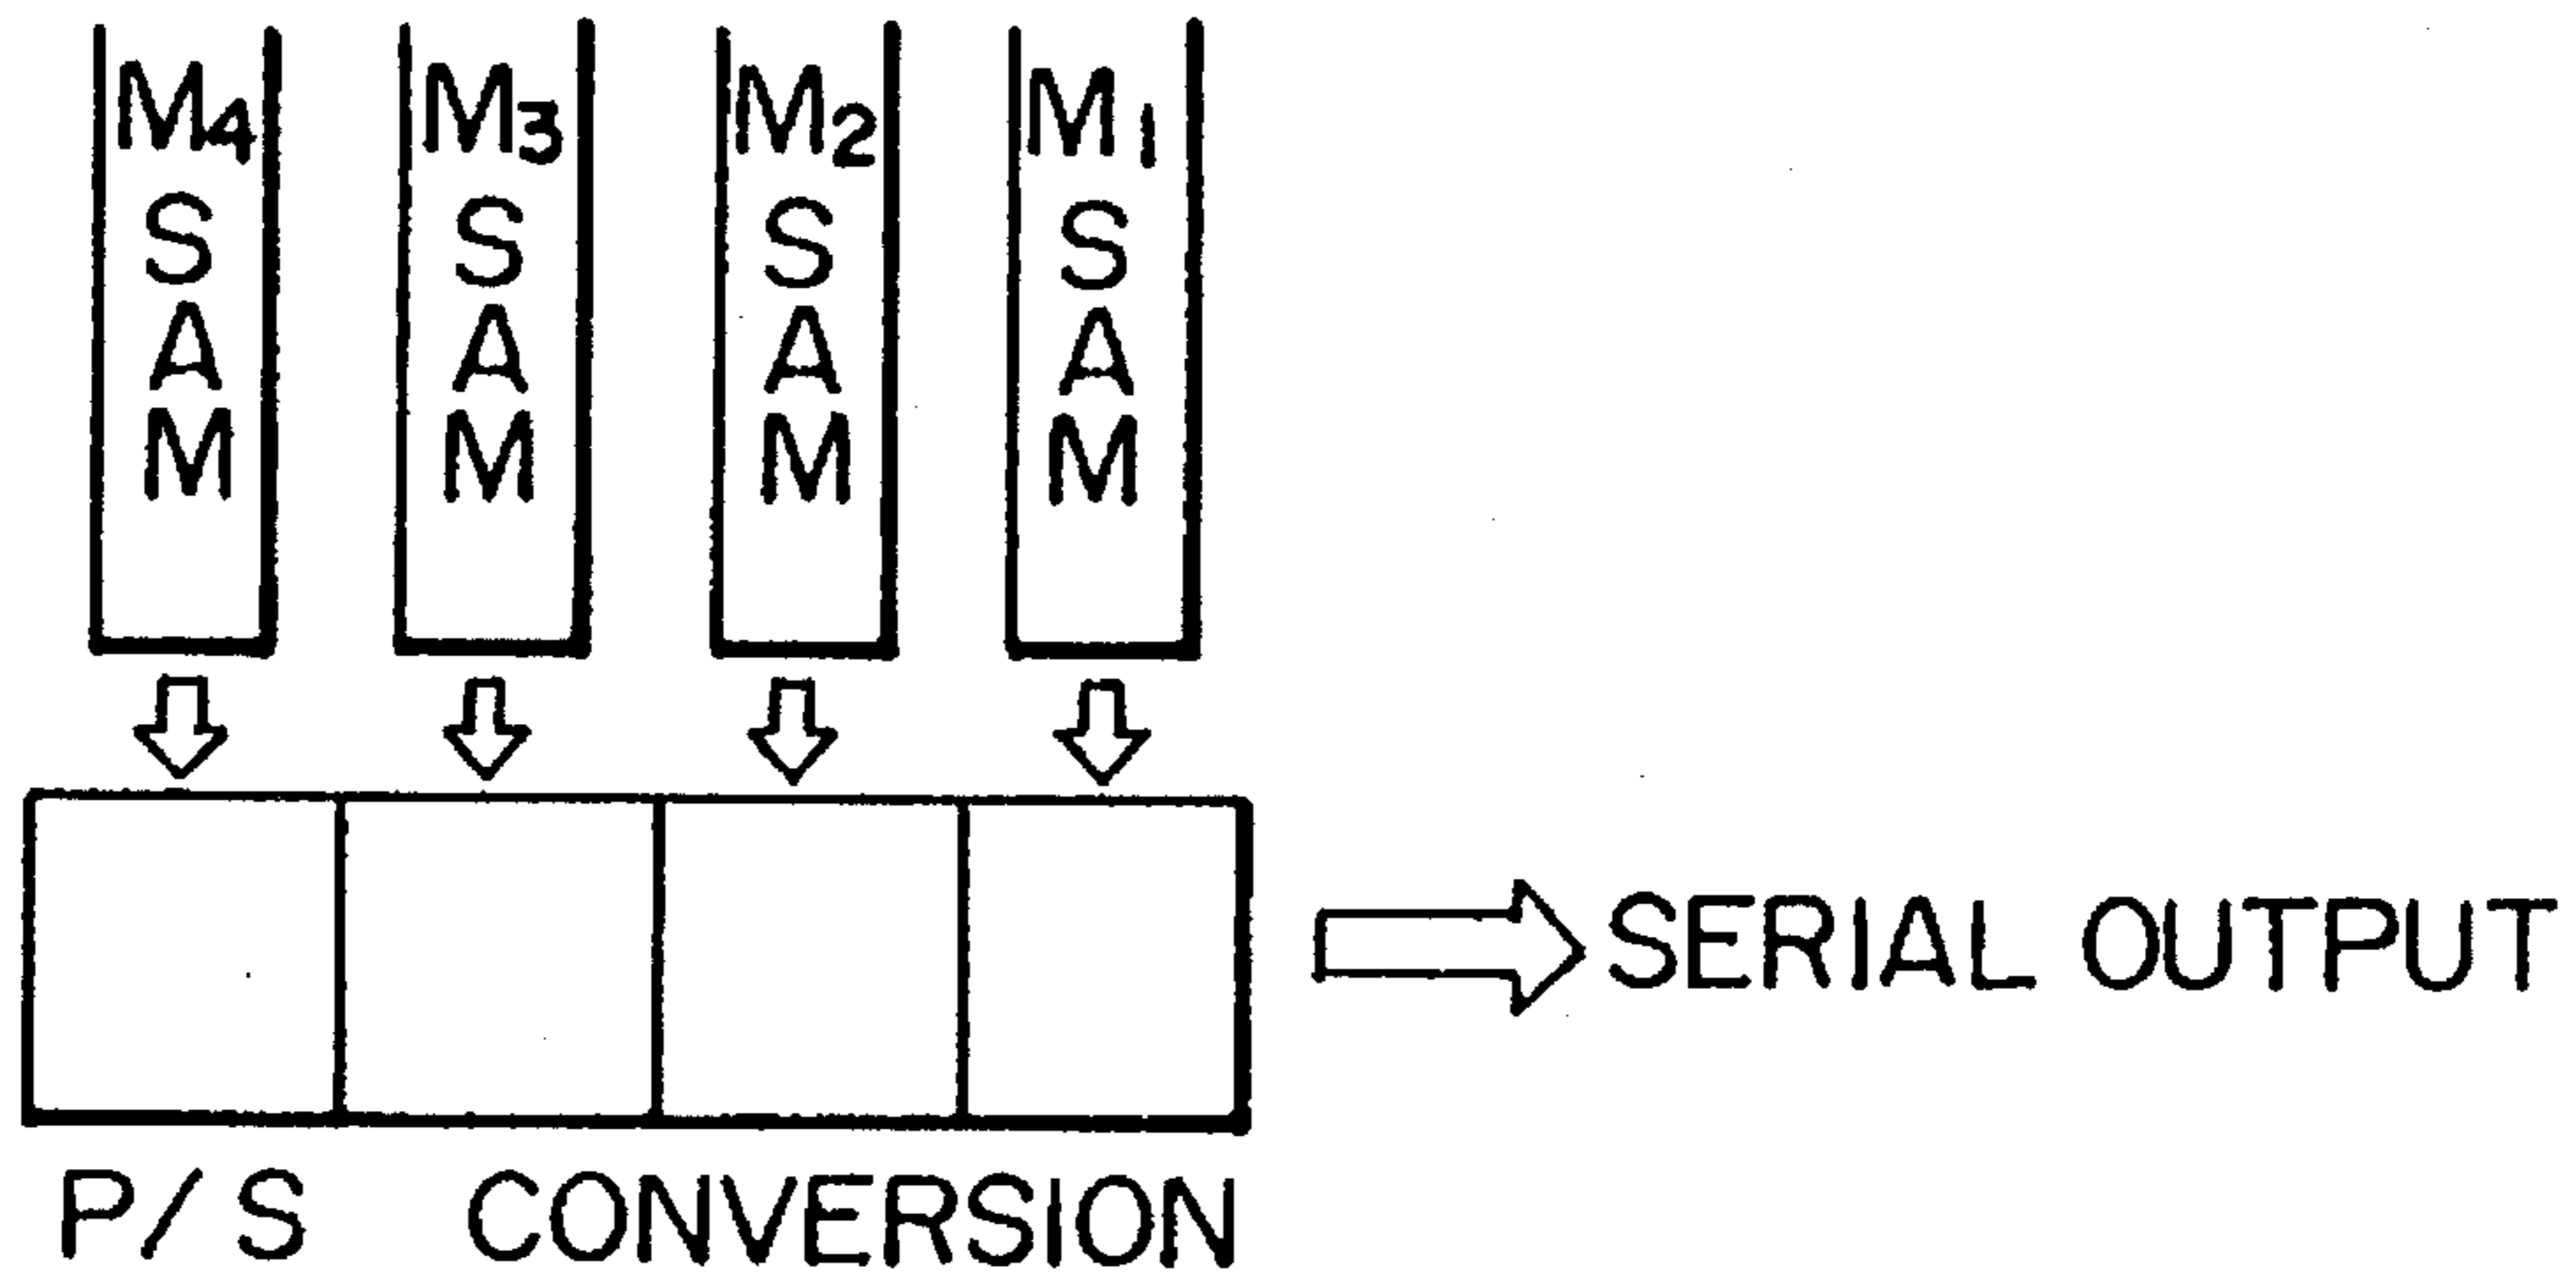 M4 M3 M2 M1
S S S S
A A A A
M M M M
SERIAL OUTPUT
P/S CONVERSION